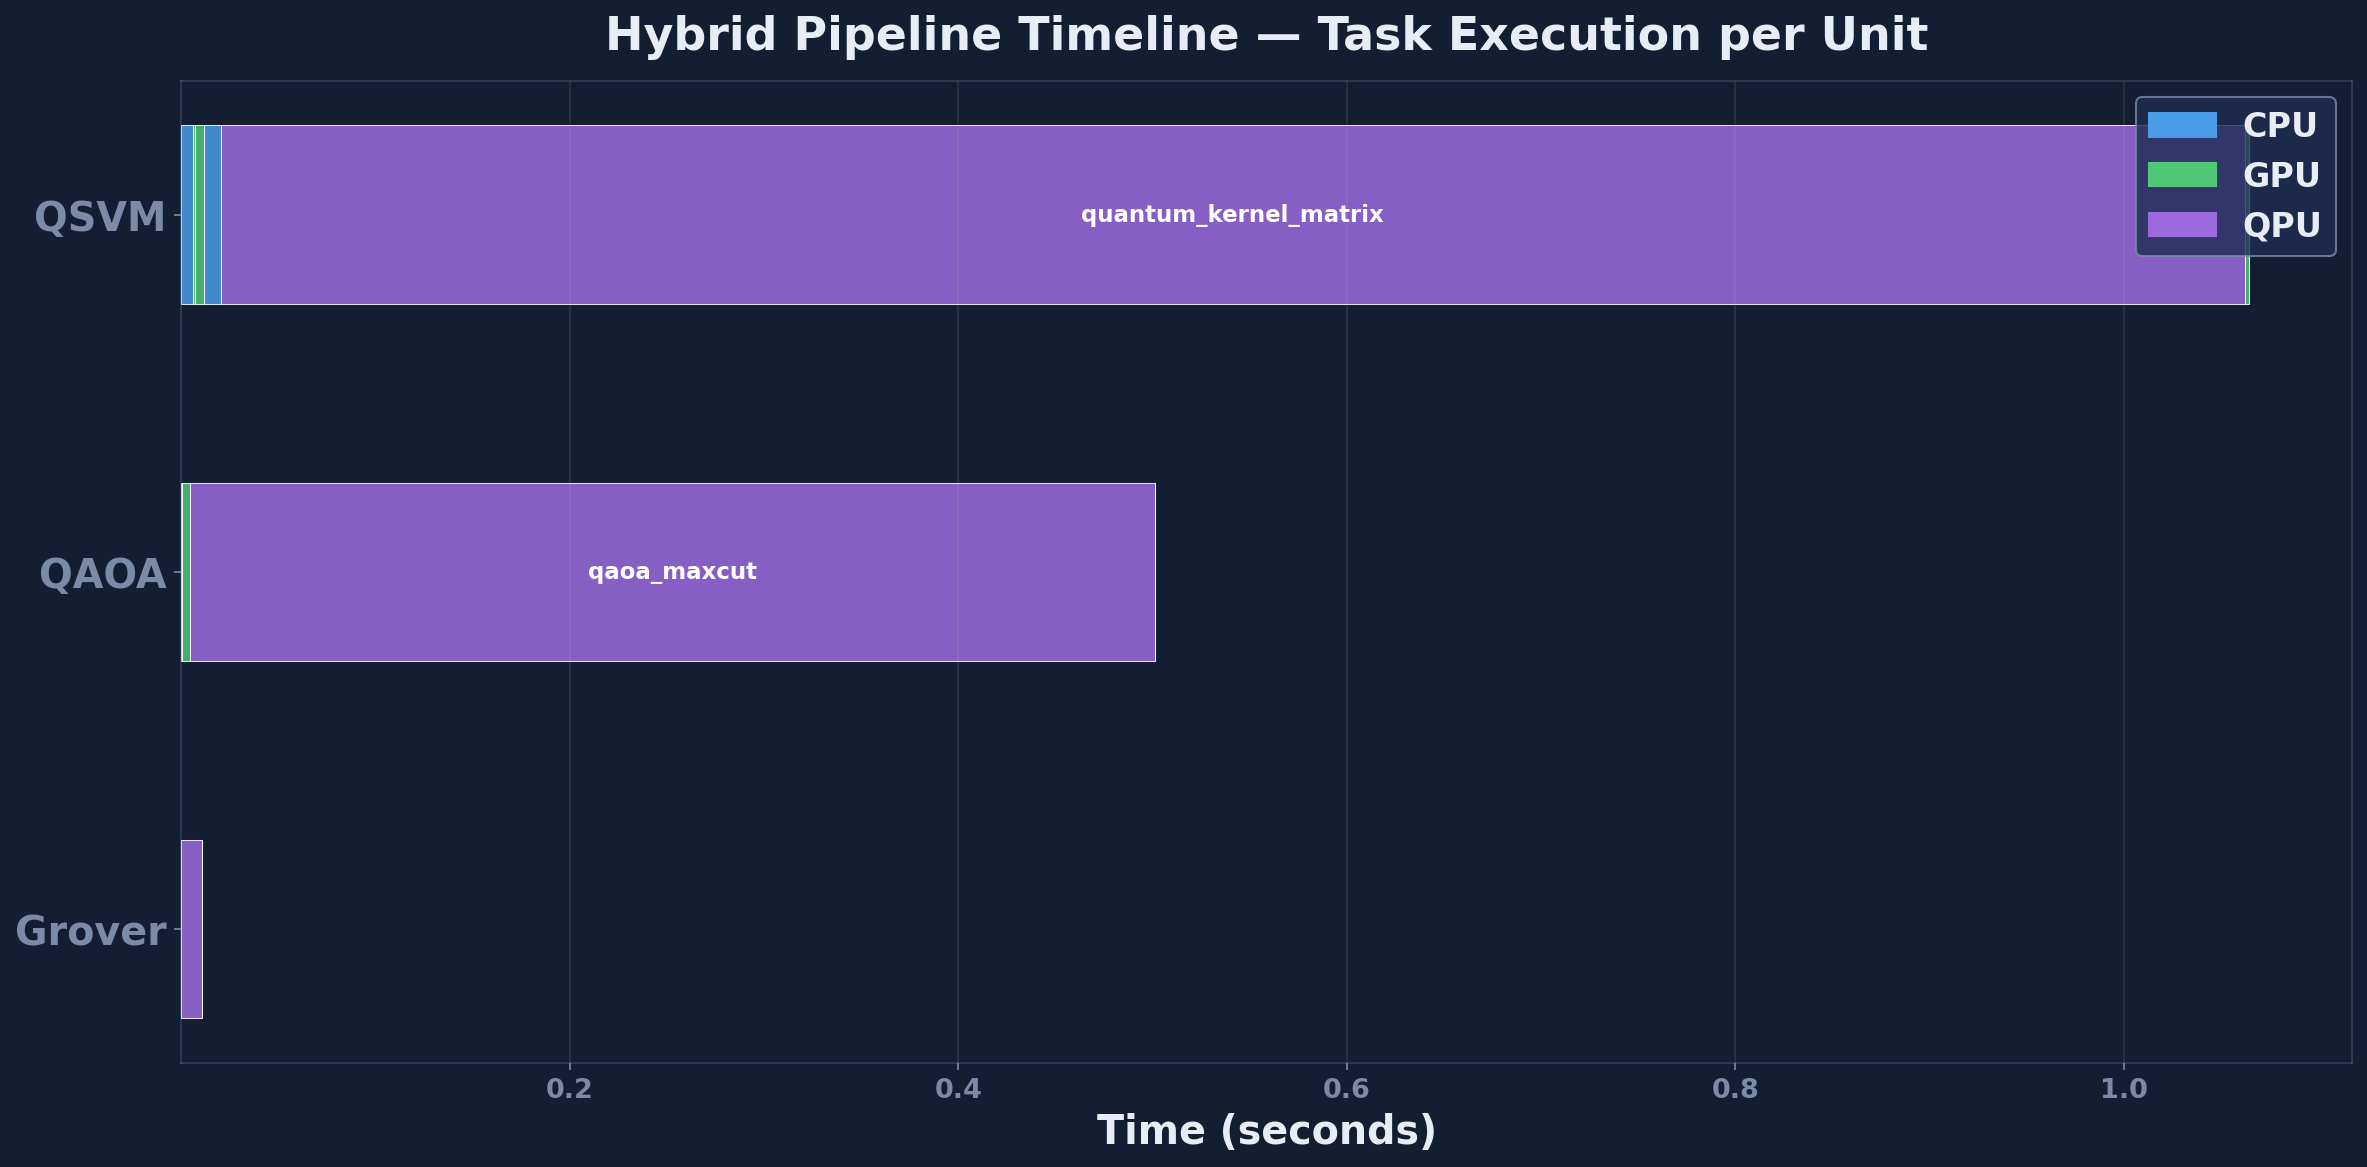 Hybrid Pipeline Timeline — Task Execution per Unit
CPU
GPU
QPU
QSVM
quantum_kernel_matrix
QAOA
qaoa_maxcut
Grover
0.2
0.4
0.6
0.8
1.0
Time (seconds)